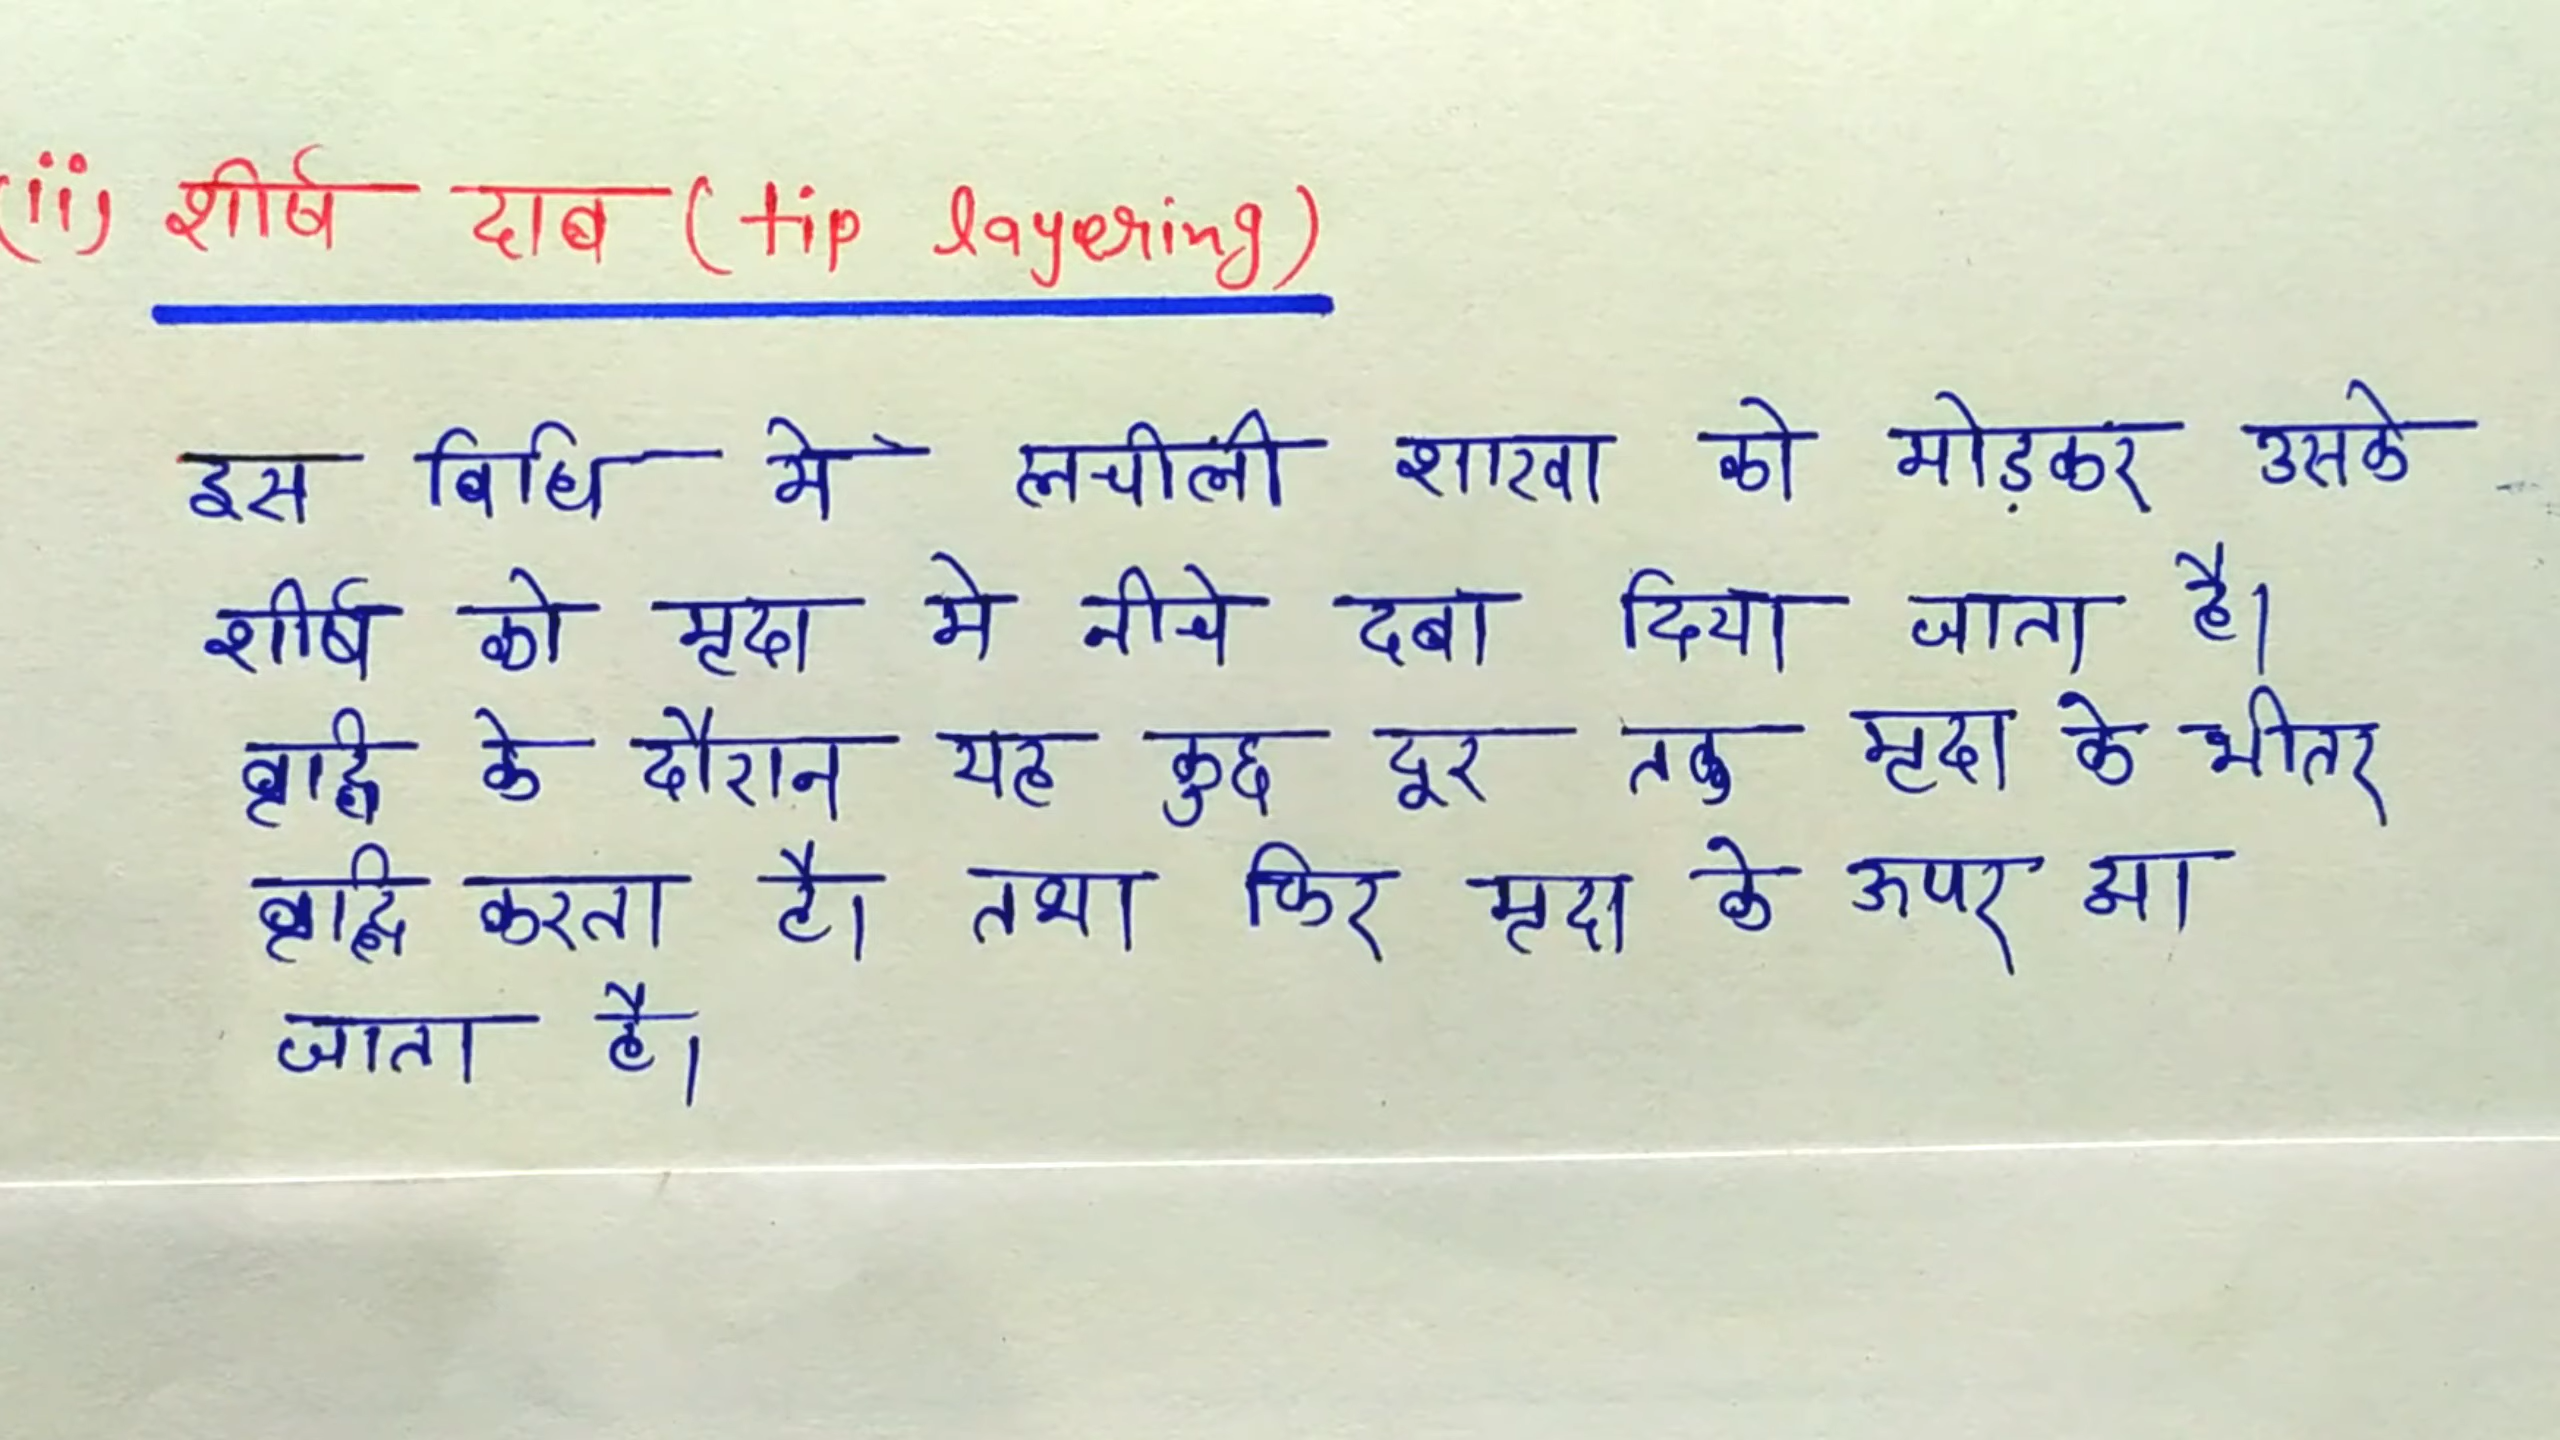 (ii) शीर्ष दाब (tip layering)
इस बिधि मे लचीली शाखा को मोड़कर उसके
शीर्ष को मृदा मे नीचे दबा दिया जाता है।
बृद्धि के दौरान यह कुछ दूर तक मृदा के भीतर
बृद्धि करता है। तथा फिर मृदा के ऊपर आ
जाता है।